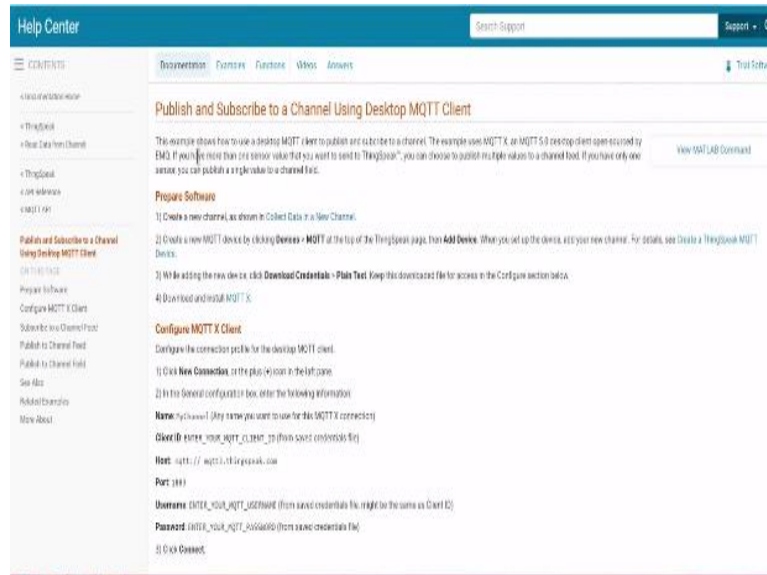 Help Center
Search Support
Support
CONTENTS
Documentation Examples Functions Videos Answers
Trial Softw
« Documentation Home
« ThingSpeak
« Read Data from Channel
« ThingSpeak
« API Reference
« MQTT API
Publish and Subscribe to a Channel
Using Desktop MQTT Client
ON THIS PAGE
Prepare Software
Configure MQTT X Client
Subscribe to a Channel Feed
Publish to Channel Feed
Publish to Channel Field
See Also
Related Examples
More About
Publish and Subscribe to a Channel Using Desktop MQTT Client
This example shows how to use a desktop MQTT client to publish and subscribe to a channel. The example uses MQTT X, an MQTT 5.0 desktop client open-sourced by
EMQ. If you have more than one sensor value that you want to send to ThingSpeak™, you can choose to publish multiple values to a channel feed. If you have only one
sensor, you can publish a single value to a channel field.
View MATLAB Command
Prepare Software
1) Create a new channel, as shown in Collect Data in a New Channel.
2) Create a new MQTT device by clicking Devices > MQTT at the top of the ThingSpeak page, then Add Device. When you set up the device, add your new channel. For details, see Create a ThingSpeak MQTT
Device.
3) While adding the new device, click Download Credentials > Plain Text. Keep this downloaded file for access in the Configure section below.
4) Download and install MQTT X.
Configure MQTT X Client
Configure the connection profile for the desktop MQTT client.
1) Click New Connection, or the plus (+) icon in the left pane.
2) In the General configuration box, enter the following information:
Name: MyChannel (Any name you want to use for this MQTT X connection)
Client ID: ENTER_YOUR_MQTT_CLIENT_ID (from saved credentials file)
Host: mqtt:// mqtt3.thingspeak.com
Port: 1883
Username: ENTER_YOUR_MQTT_USERNAME (from saved credentials file, might be the same as Client ID)
Password: ENTER_YOUR_MQTT_PASSWORD (from saved credentials file)
3) Click Connect.